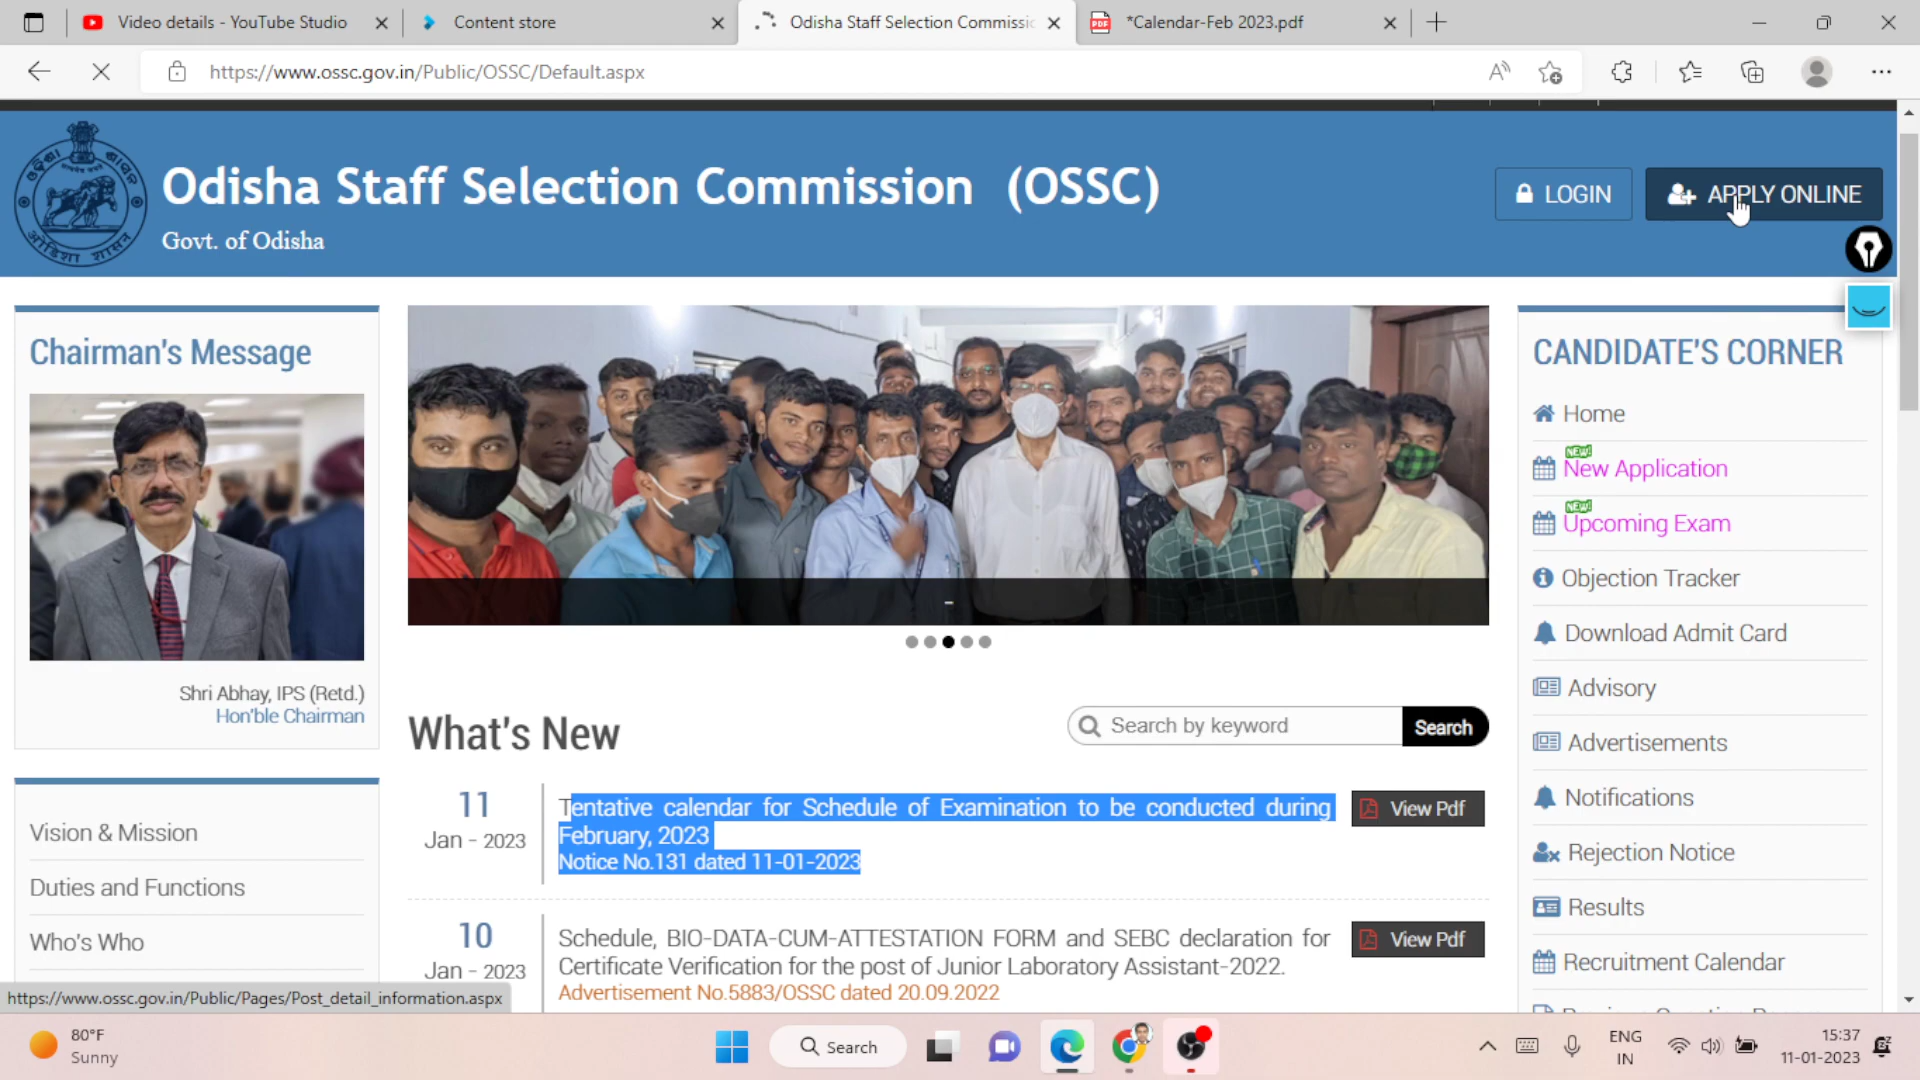 Video details - YouTube Studio
Content store
Odisha Staff Selection Commissio
*Calendar-Feb 2023.pdf
https://www.ossc.gov.in/Public/OSSC/Default.aspx
Odisha Staff Selection Commission (OSSC)
Govt. of Odisha
LOGIN
APPLY ONLINE
Chairman's Message
Shri Abhay, IPS (Retd.)
Hon'ble Chairman
Vision & Mission
Duties and Functions
Who's Who
What's New
Search by keyword
Search
11
Jan - 2023
Tentative calendar for Schedule of Examination to be conducted during
February, 2023
Notice No.131 dated 11-01-2023
View Pdf
10
Jan - 2023
Schedule, BIO-DATA-CUM-ATTESTATION FORM and SEBC declaration for
Certificate Verification for the post of Junior Laboratory Assistant-2022.
Advertisement No.5883/OSSC dated 20.09.2022
View Pdf
CANDIDATE'S CORNER
Home
NEW!
New Application
NEW!
Upcoming Exam
Objection Tracker
Download Admit Card
Advisory
Advertisements
Notifications
Rejection Notice
Results
Recruitment Calendar
https://www.ossc.gov.in/Public/Pages/Post_detail_information.aspx
80°F
Sunny
Search
ENG
IN
15:37
11-01-2023